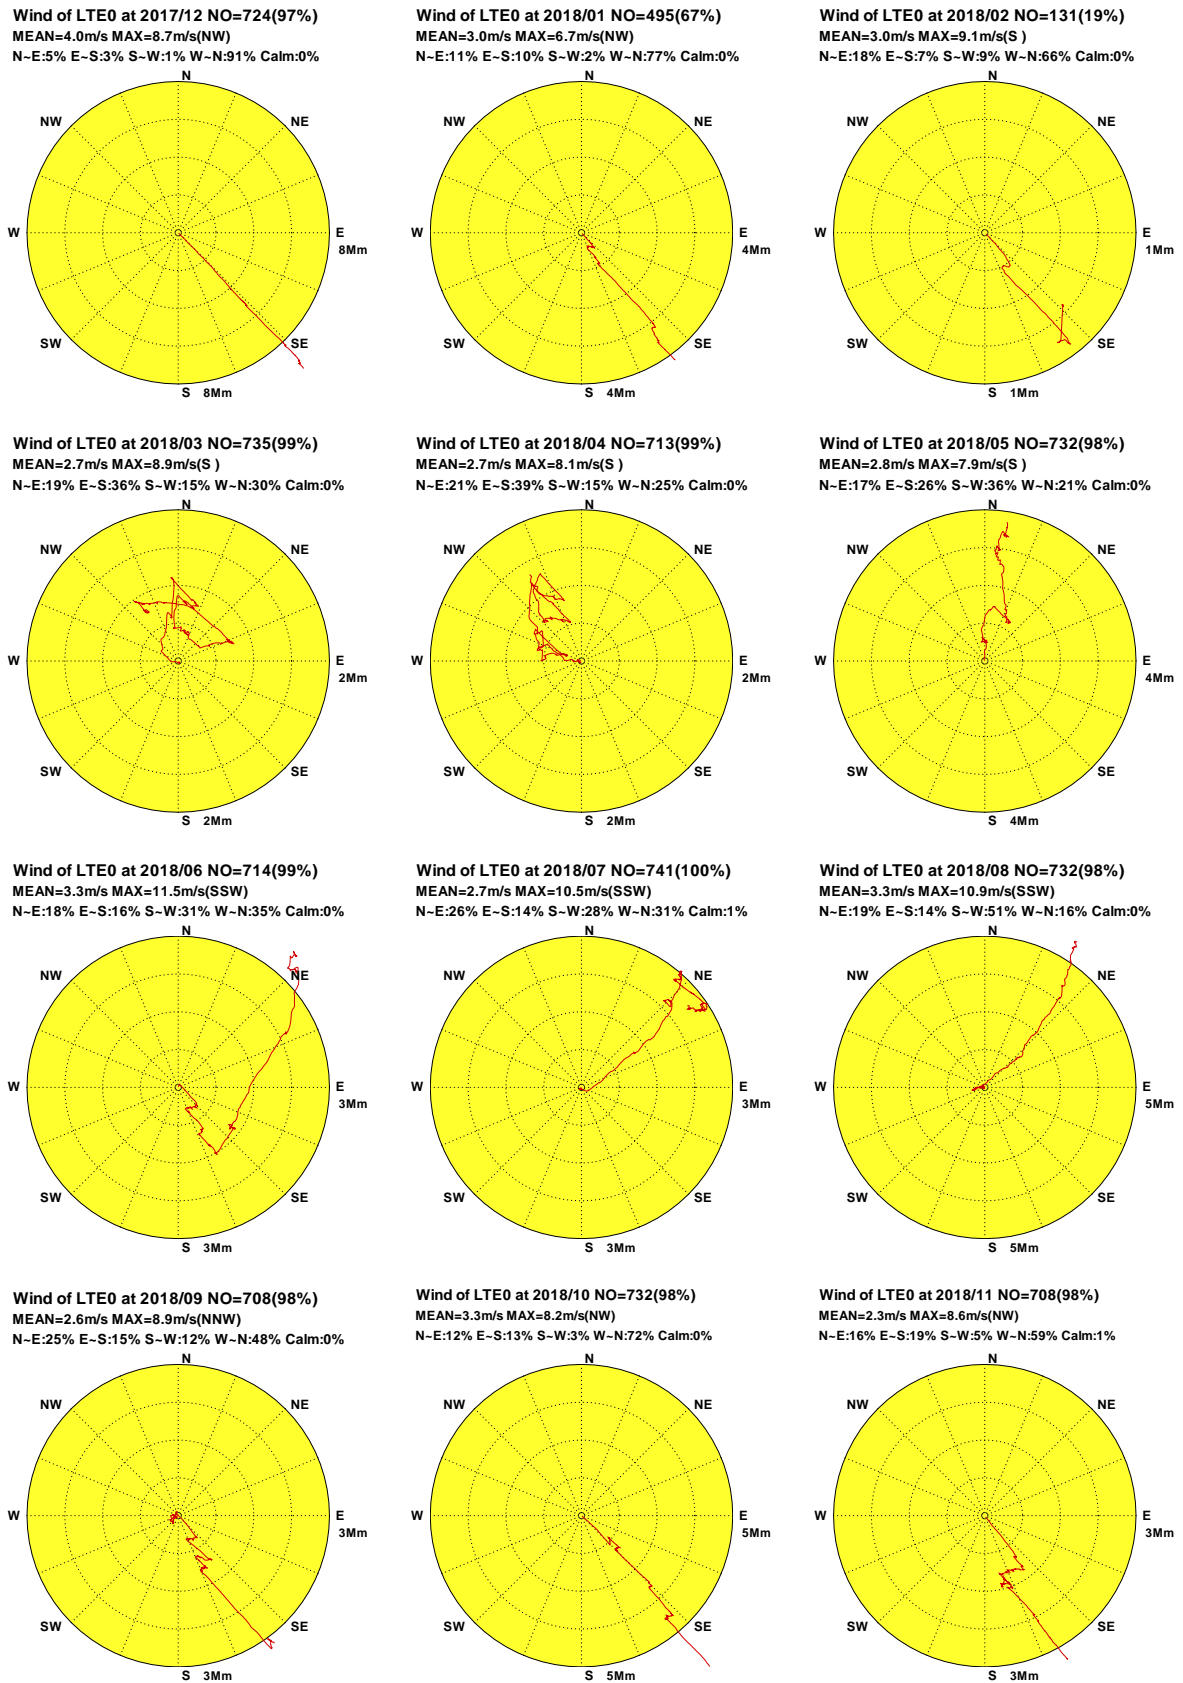 Wind of LTE0 at 2017/12 NO=724(97%)
MEAN=4.0m/s MAX=8.7m/s(NW)
N~E:5% E~S:3% S~W:1% W~N:91% Calm:0%
N
NW
NE
W
E
8Mm
SW
SE
S 8Mm
Wind of LTE0 at 2018/01 NO=495(67%)
MEAN=3.0m/s MAX=6.7m/s(NW)
N~E:11% E~S:10% S~W:2% W~N:77% Calm:0%
N
NW
NE
W
E
4Mm
SW
SE
S 4Mm
Wind of LTE0 at 2018/02 NO=131(19%)
MEAN=3.0m/s MAX=9.1m/s(S )
N~E:18% E~S:7% S~W:9% W~N:66% Calm:0%
N
NW
NE
W
E
1Mm
SW
SE
S 1Mm
Wind of LTE0 at 2018/03 NO=735(99%)
MEAN=2.7m/s MAX=8.9m/s(S )
N~E:19% E~S:36% S~W:15% W~N:30% Calm:0%
N
NW
NE
W
E
2Mm
SW
SE
S 2Mm
Wind of LTE0 at 2018/04 NO=713(99%)
MEAN=2.7m/s MAX=8.1m/s(S )
N~E:21% E~S:39% S~W:15% W~N:25% Calm:0%
N
NW
NE
W
E
2Mm
SW
SE
S 2Mm
Wind of LTE0 at 2018/05 NO=732(98%)
MEAN=2.8m/s MAX=7.9m/s(S )
N~E:17% E~S:26% S~W:36% W~N:21% Calm:0%
N
NW
NE
W
E
4Mm
SW
SE
S 4Mm
Wind of LTE0 at 2018/06 NO=714(99%)
MEAN=3.3m/s MAX=11.5m/s(SSW)
N~E:18% E~S:16% S~W:31% W~N:35% Calm:0%
N
NW
NE
W
E
3Mm
SW
SE
S 3Mm
Wind of LTE0 at 2018/07 NO=741(100%)
MEAN=2.7m/s MAX=10.5m/s(SSW)
N~E:26% E~S:14% S~W:28% W~N:31% Calm:1%
N
NW
NE
W
E
3Mm
SW
SE
S 3Mm
Wind of LTE0 at 2018/08 NO=732(98%)
MEAN=3.3m/s MAX=10.9m/s(SSW)
N~E:19% E~S:14% S~W:51% W~N:16% Calm:0%
N
NW
NE
W
E
5Mm
SW
SE
S 5Mm
Wind of LTE0 at 2018/09 NO=708(98%)
MEAN=2.6m/s MAX=8.9m/s(NNW)
N~E:25% E~S:15% S~W:12% W~N:48% Calm:0%
N
NW
NE
W
E
3Mm
SW
SE
S 3Mm
Wind of LTE0 at 2018/10 NO=732(98%)
MEAN=3.3m/s MAX=8.2m/s(NW)
N~E:12% E~S:13% S~W:3% W~N:72% Calm:0%
N
NW
NE
W
E
5Mm
SW
SE
S 5Mm
Wind of LTE0 at 2018/11 NO=708(98%)
MEAN=2.3m/s MAX=8.6m/s(NW)
N~E:16% E~S:19% S~W:5% W~N:59% Calm:1%
N
NW
NE
W
E
3Mm
SW
SE
S 3Mm